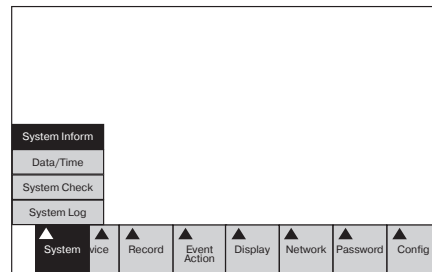 System Inform
Data/Time
System Check
System Log
System vice Record Event Action Display Network Password Config